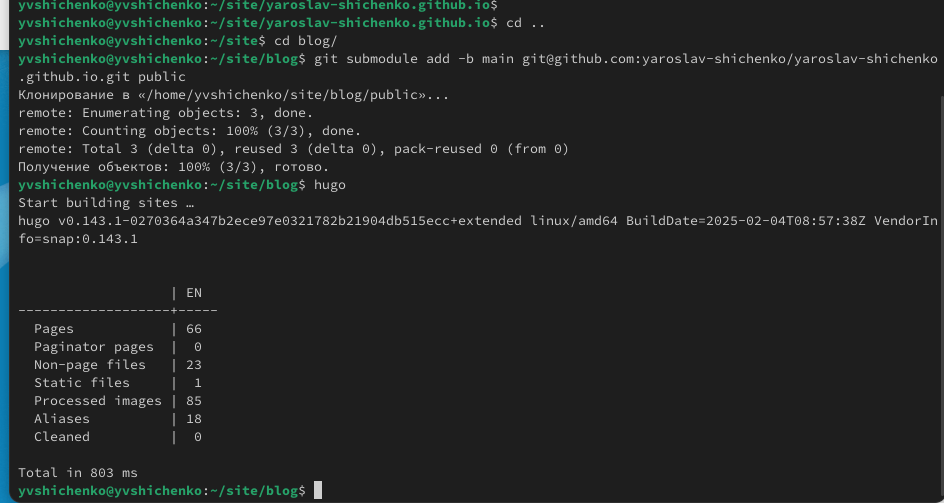 yvshichenko@yvshichenko:~/site/yaroslav-shichenko.github.io$
yvshichenko@yvshichenko:~/site/yaroslav-shichenko.github.io$ cd ..
yvshichenko@yvshichenko:~/site$ cd blog/
yvshichenko@yvshichenko:~/site/blog$ git submodule add -b main git@github.com:yaroslav-shichenko/yaroslav-shichenko
.github.io.git public
Клонирование в «/home/yvshichenko/site/blog/public»...
remote: Enumerating objects: 3, done.
remote: Counting objects: 100% (3/3), done.
remote: Total 3 (delta 0), reused 3 (delta 0), pack-reused 0 (from 0)
Получение объектов: 100% (3/3), готово.
yvshichenko@yvshichenko:~/site/blog$ hugo
Start building sites …
hugo v0.143.1-0270364a347b2ece97e0321782b21904db515ecc+extended linux/amd64 BuildDate=2025-02-04T08:57:38Z VendorIn
fo=snap:0.143.1
                   | EN
-------------------+-----
  Pages            | 66
  Paginator pages  |  0
  Non-page files   | 23
  Static files     |  1
  Processed images | 85
  Aliases          | 18
  Cleaned          |  0
Total in 803 ms
yvshichenko@yvshichenko:~/site/blog$